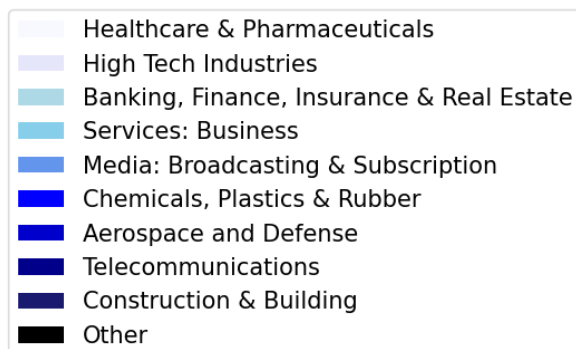 Healthcare & Pharmaceuticals
High Tech Industries
Banking, Finance, Insurance & Real Estate
Services: Business
Media: Broadcasting & Subscription
Chemicals, Plastics & Rubber
Aerospace and Defense
Telecommunications
Construction & Building
Other